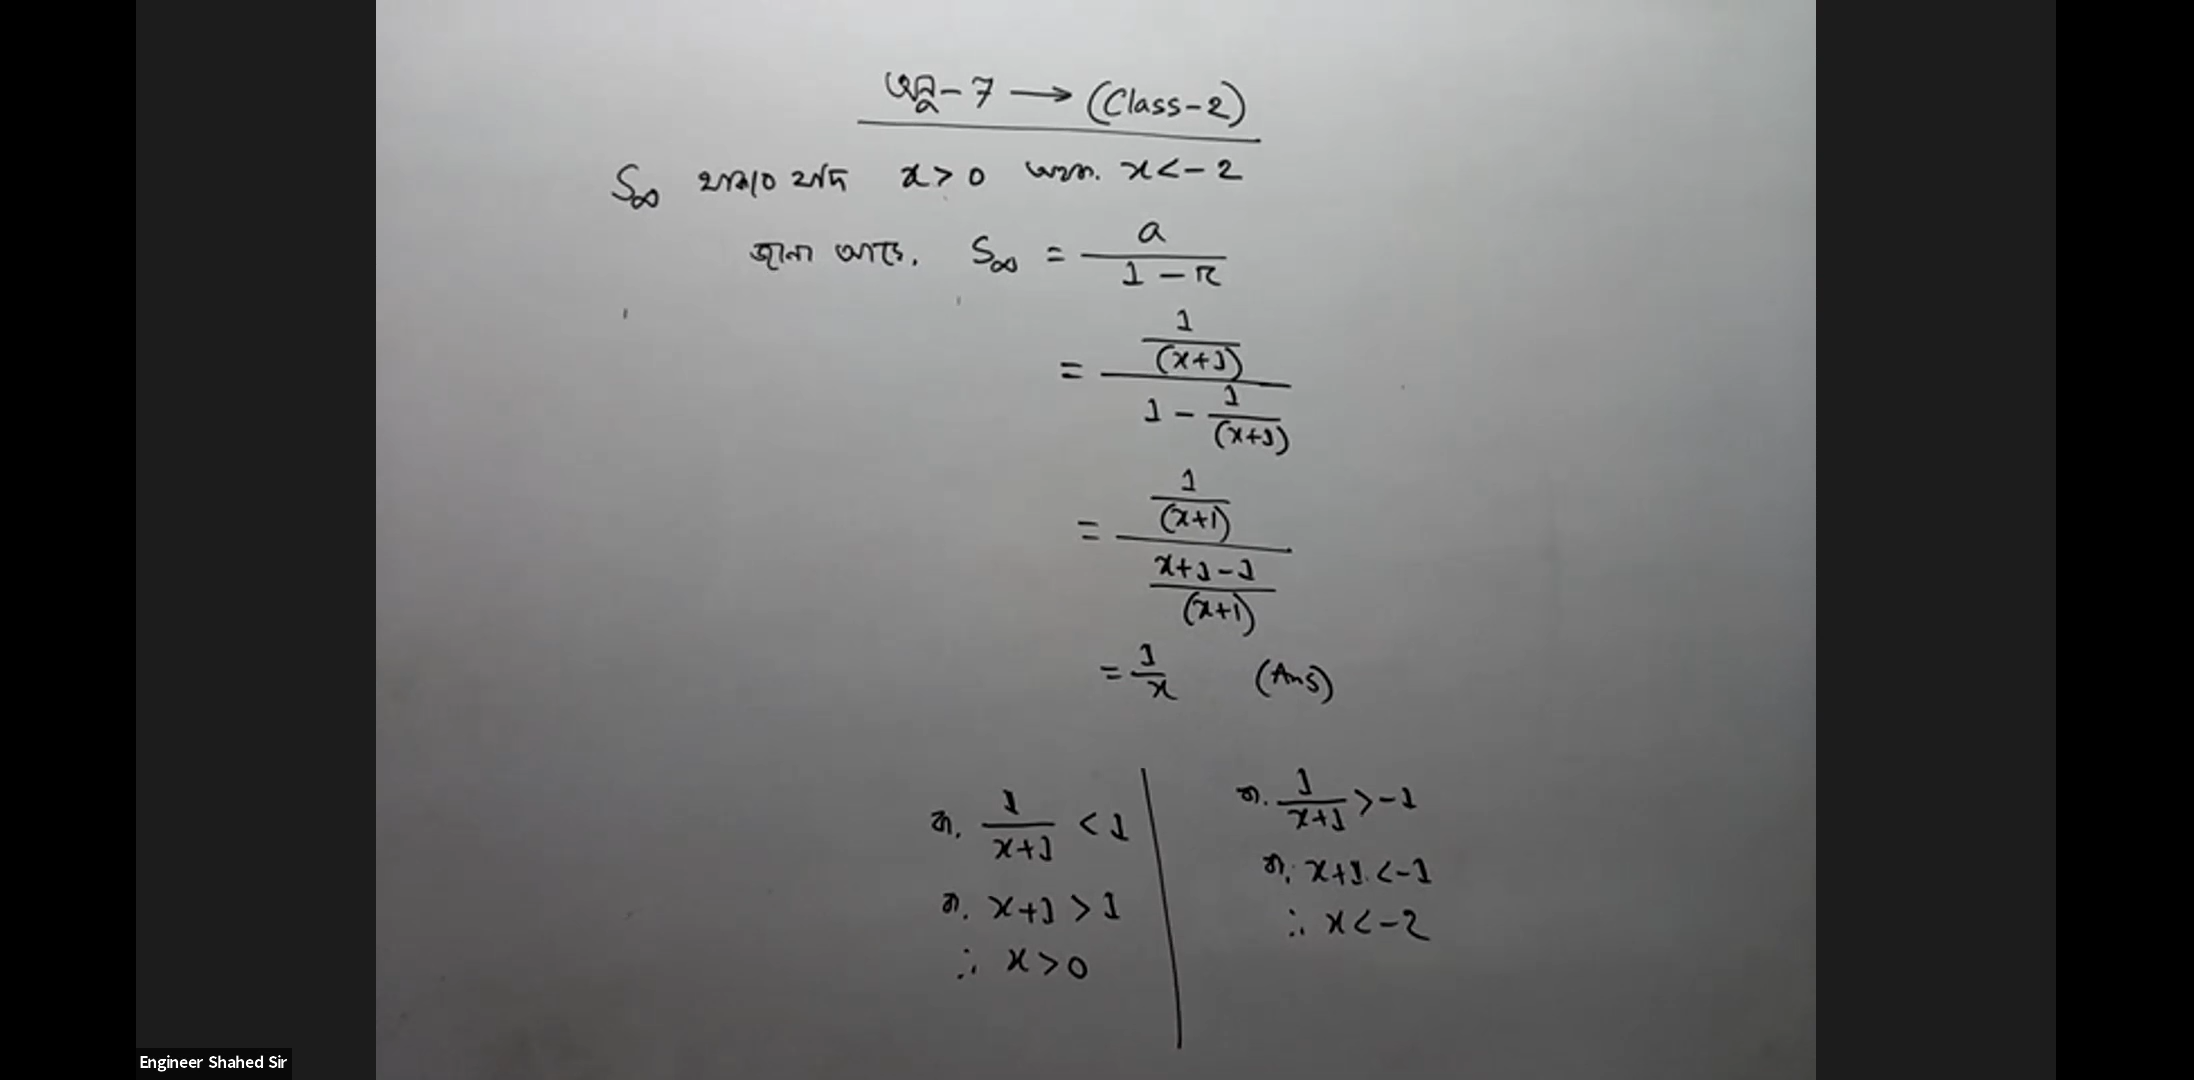 অনু-7 → (Class-2)
S∞ থাকবে যদি x > 0 অথবা x < -2
জানা আছে, S∞ = a / (1 - r)
= (1/(x+1)) / (1 - 1/(x+1))
= (1/(x+1)) / ((x+1-1)/(x+1))
= 1/x (Ans)
বা, 1/(x+1) < 1
বা, x+1 > 1
∴ x > 0
বা, 1/(x+1) > -1
বা, x+1 < -1
∴ x < -2
Engineer Shahed Sir